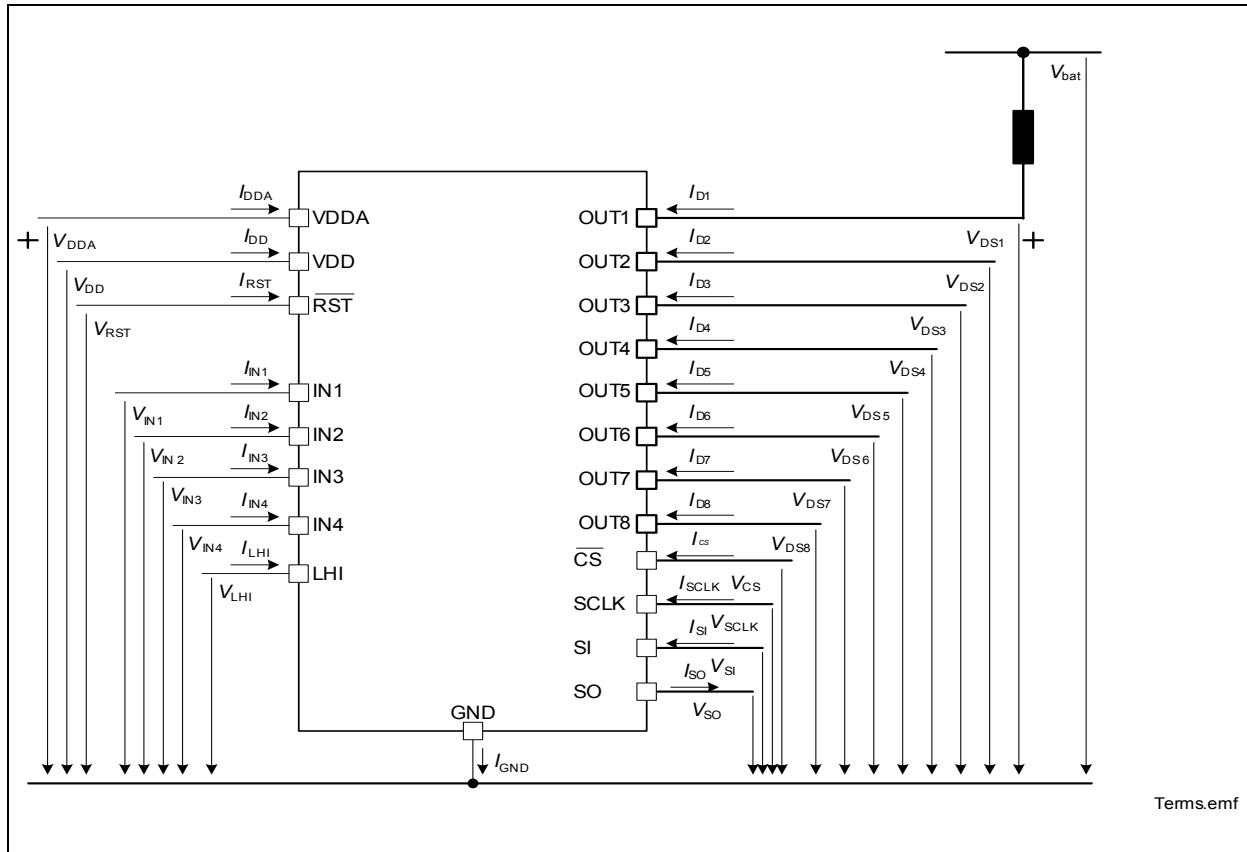 Vbat
IDDA
VDDA
OUT1
ID1
+
VDDA
IDD
VDD
OUT2
ID2
VDS1
+
VDD
IRST
RST
OUT3
ID3
VDS2
VRST
OUT4
ID4
VDS3
IIN1
IN1
OUT5
ID5
VDS4
VIN1
IIN2
IN2
OUT6
ID6
VDS5
VIN2
IIN3
IN3
OUT7
ID7
VDS6
VIN3
IIN4
IN4
OUT8
ID8
VDS7
VIN4
ILHI
LHI
CS
Ics
VDS8
VLHI
SCLK
ISCLK
VCS
SI
ISI
VSCLK
SO
ISO
VSI
VSO
GND
IGND
Terms.emf